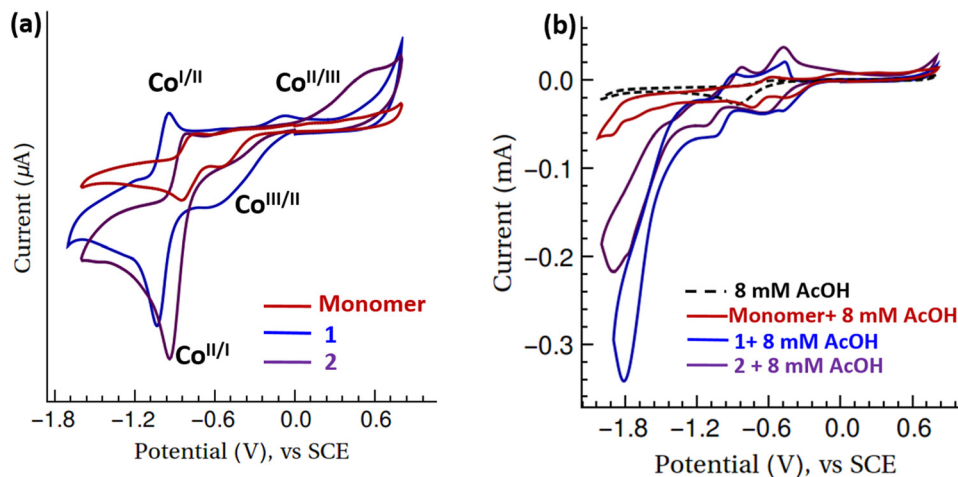 (a)
Co^I/II
Co^II/III
Co^III/II
Co^II/I
Monomer
1
2
Current (μA)
−1.8 −1.2 −0.6 0.0 0.6
Potential (V), vs SCE
(b)
0.0
−0.1
−0.2
−0.3
Current (mA)
8 mM AcOH
Monomer+ 8 mM AcOH
1+ 8 mM AcOH
2 + 8 mM AcOH
−1.8 −1.2 −0.6 0.0 0.6
Potential (V), vs SCE